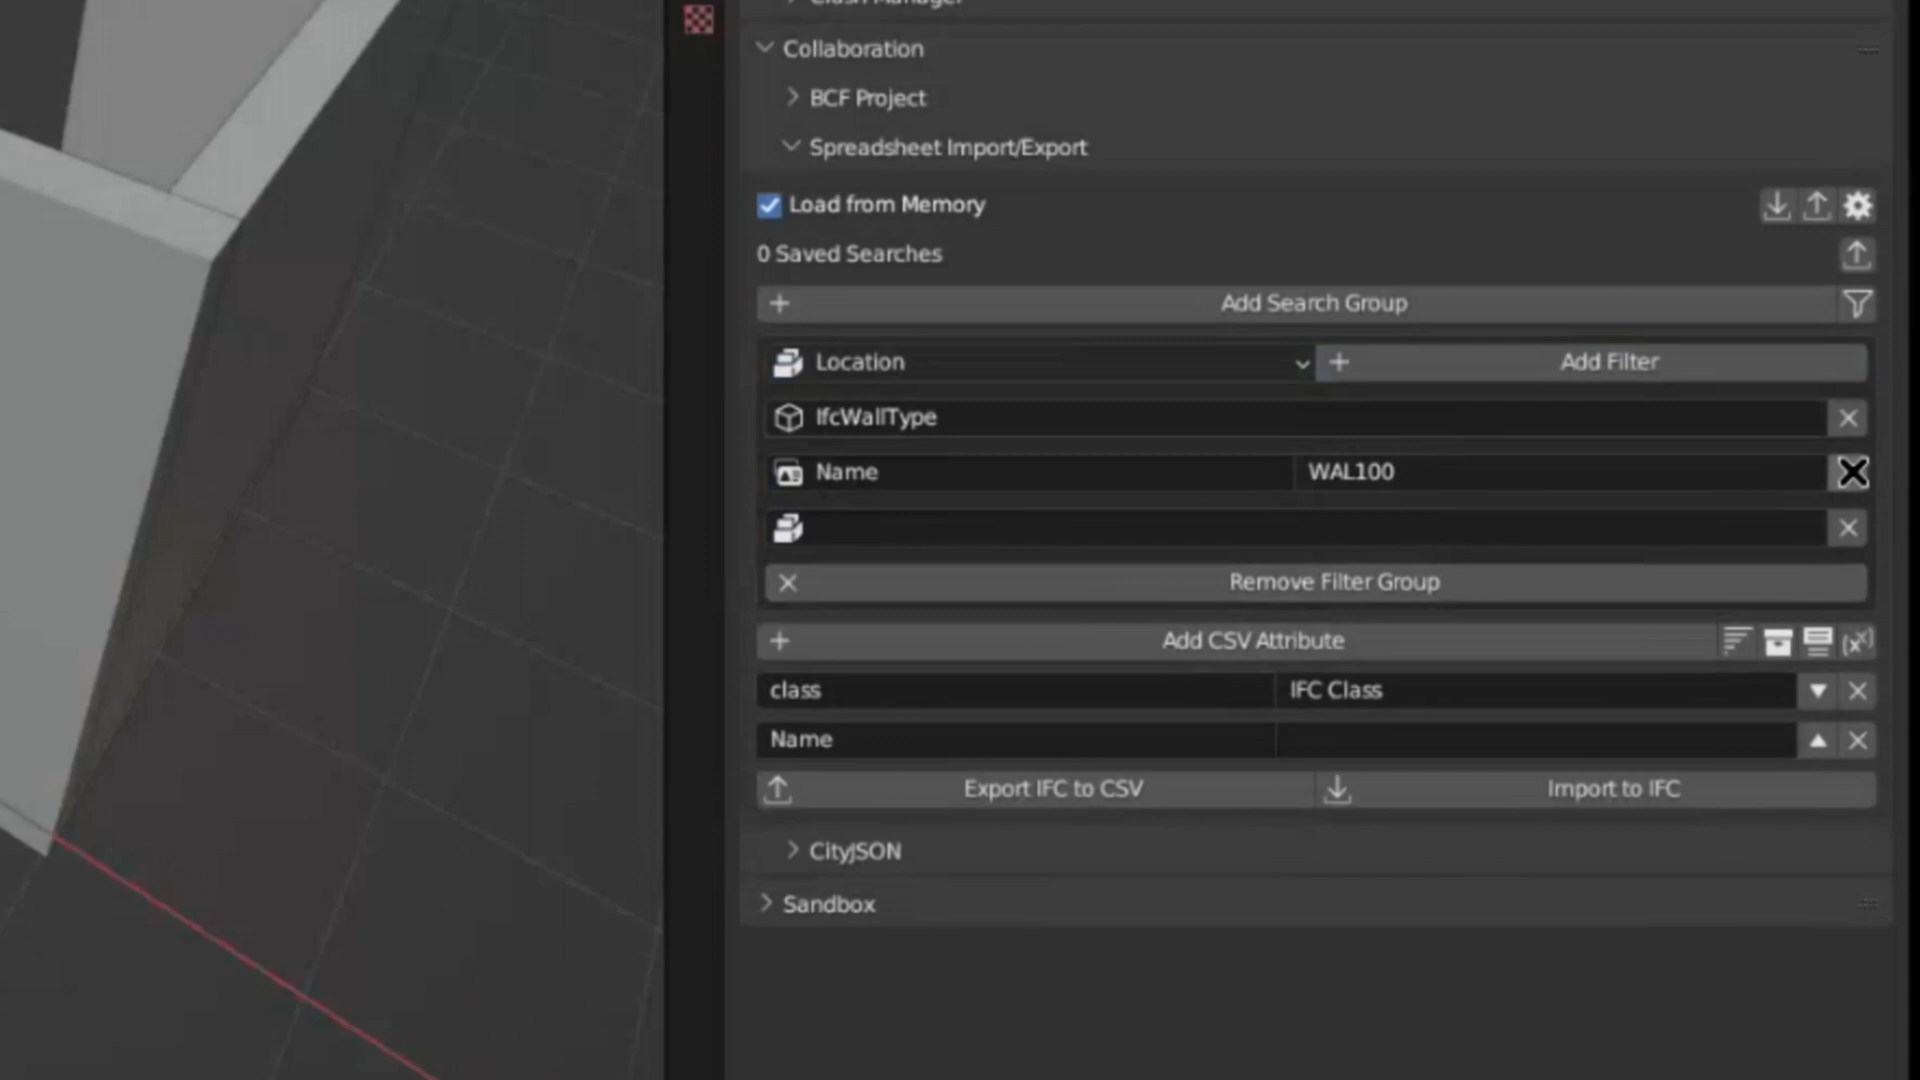 Clash Manager
Collaboration
BCF Project
Spreadsheet Import/Export
Load from Memory
0 Saved Searches
Add Search Group
Location Add Filter
IfcWallType
Name WAL100
Remove Filter Group
Add CSV Attribute
class IFC Class
Name
Export IFC to CSV Import to IFC
CityJSON
Sandbox